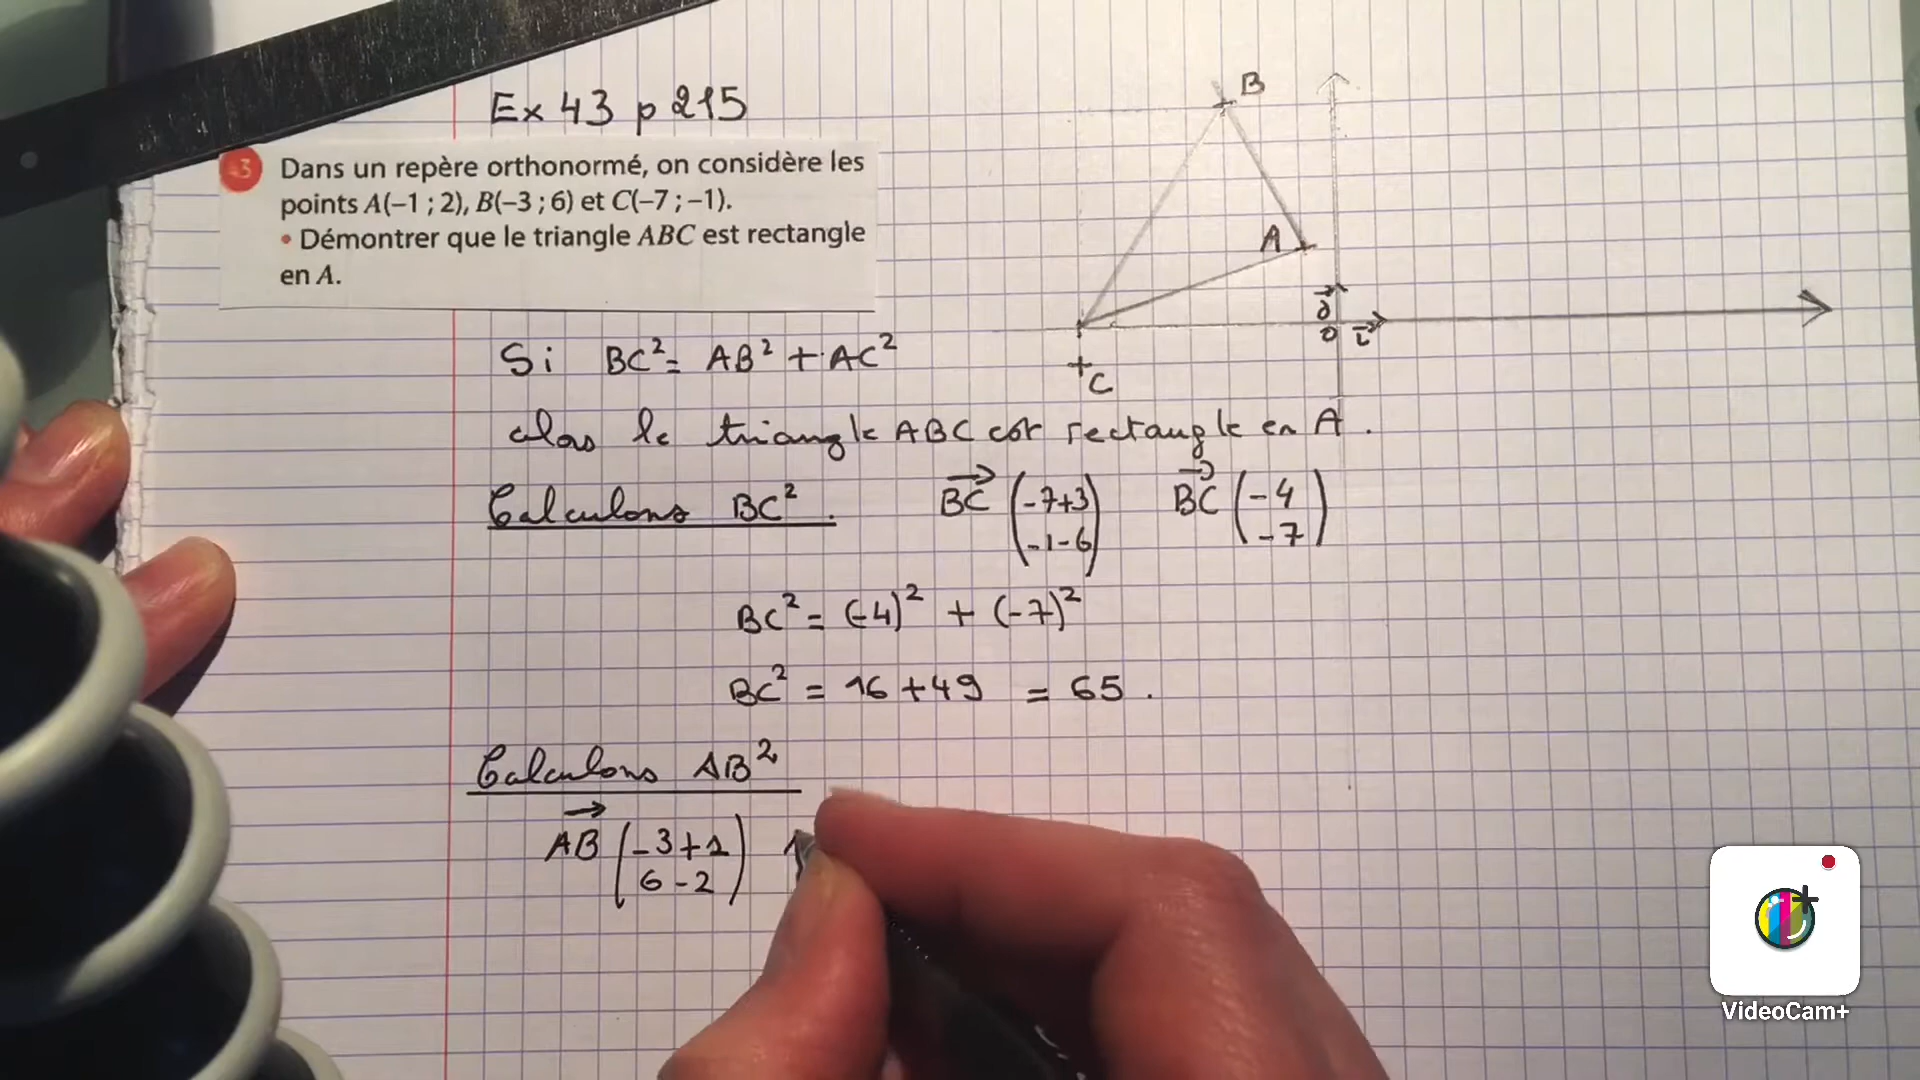 Ex 43 p 215
43 Dans un repère orthonormé, on considère les
points A(–1 ; 2), B(–3 ; 6) et C(–7 ; –1).
• Démontrer que le triangle ABC est rectangle
en A.
B
A
C
j
O i
Si BC² = AB² + AC²
alors le triangle ABC est rectangle en A.
Calculons BC². BC (-7+3 -1-6) BC (-4 -7)
BC² = (-4)² + (-7)²
BC² = 16 + 49 = 65.
Calculons AB²
AB (-3+1
6-2)
VideoCam+